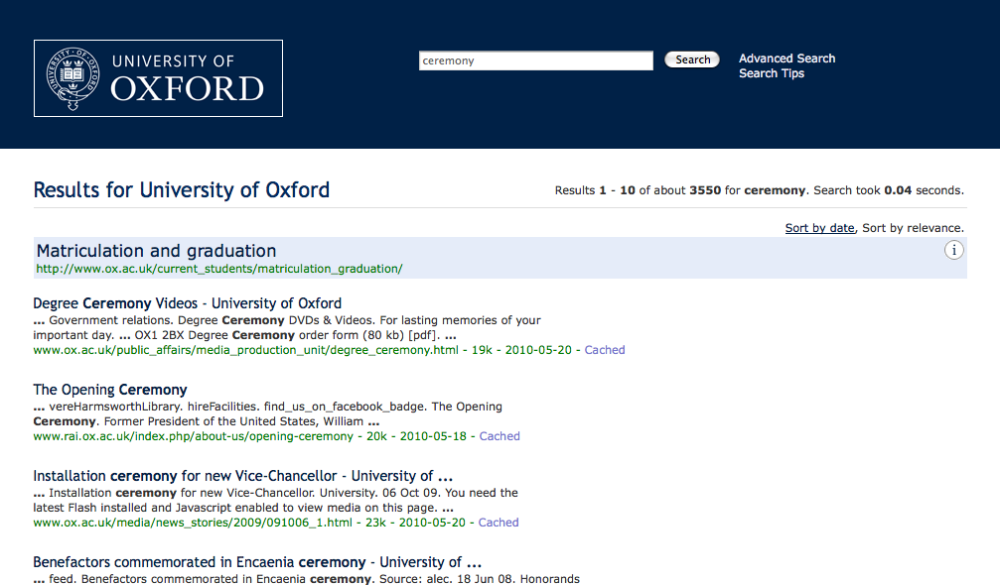 UNIVERSITY OF
OXFORD
ceremony
Search
Advanced Search
Search Tips
Results for University of Oxford
Results 1 - 10 of about 3550 for ceremony. Search took 0.04 seconds.
Sort by date, Sort by relevance.
Matriculation and graduation
i
http://www.ox.ac.uk/current_students/matriculation_graduation/
Degree Ceremony Videos - University of Oxford
... Government relations. Degree Ceremony DVDs & Videos. For lasting memories of your
important day. ... OX1 2BX Degree Ceremony order form (80 kb) [pdf]. ...
www.ox.ac.uk/public_affairs/media_production_unit/degree_ceremony.html - 19k - 2010-05-20 - Cached
The Opening Ceremony
... vereHarmsworthLibrary. hireFacilities. find_us_on_facebook_badge. The Opening
Ceremony. Former President of the United States, William ...
www.rai.ox.ac.uk/index.php/about-us/opening-ceremony - 20k - 2010-05-18 - Cached
Installation ceremony for new Vice-Chancellor - University of ...
... Installation ceremony for new Vice-Chancellor. University. 06 Oct 09. You need the
latest Flash installed and Javascript enabled to view media on this page. ...
www.ox.ac.uk/media/news_stories/2009/091006_1.html - 23k - 2010-05-20 - Cached
Benefactors commemorated in Encaenia ceremony - University of ...
... feed. Benefactors commemorated in Encaenia ceremony. Source: alec. 18 Jun 08. Honorands